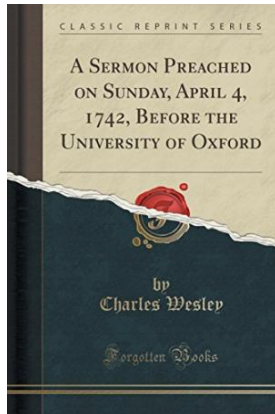 CLASSIC REPRINT SERIES
A SERMON PREACHED
ON SUNDAY, APRIL 4,
1742, BEFORE THE
UNIVERSITY OF OXFORD
by
Charles Wesley
Forgotten Books